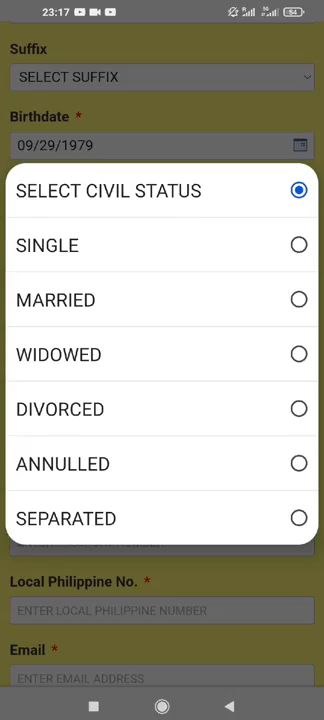 23:17
54
Suffix
SELECT SUFFIX
Birthdate *
09/29/1979
SELECT CIVIL STATUS
SINGLE
MARRIED
WIDOWED
DIVORCED
ANNULLED
SEPARATED
Local Philippine No. *
ENTER LOCAL PHILIPPINE NUMBER
Email *
ENTER EMAIL ADDRESS